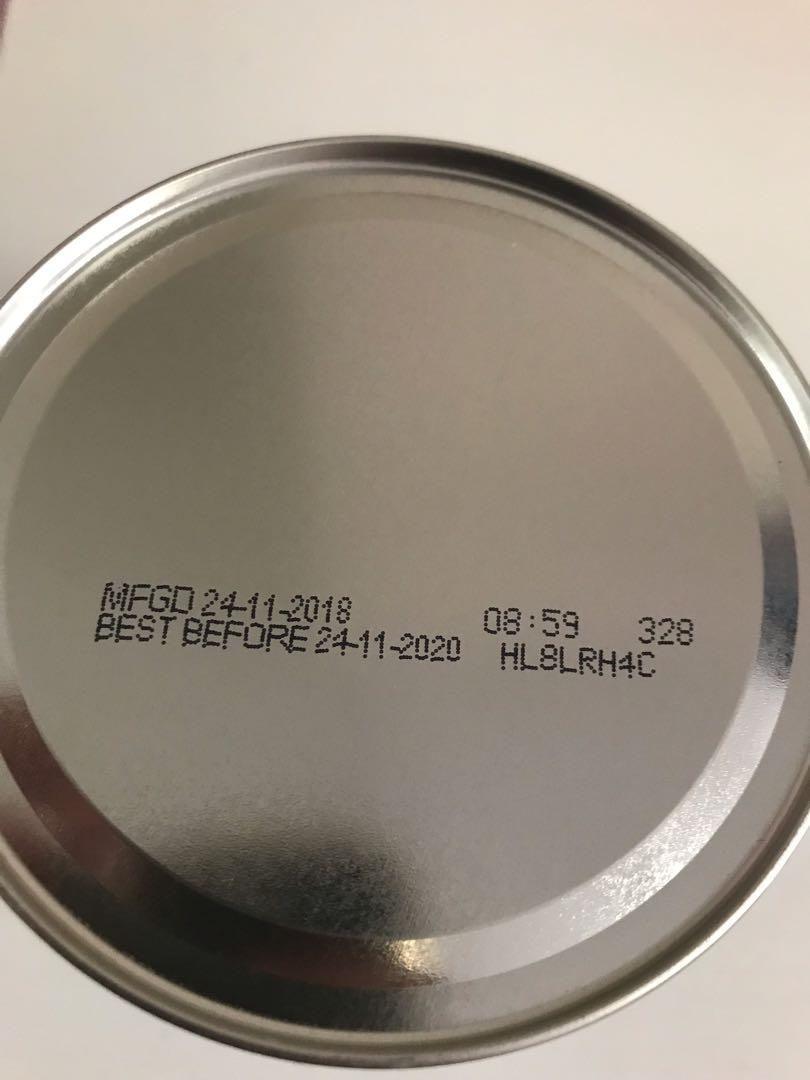 MFGD 24-11-2018 08:59 328
BEST BEFORE 24-11-2020 HL8LRH4C